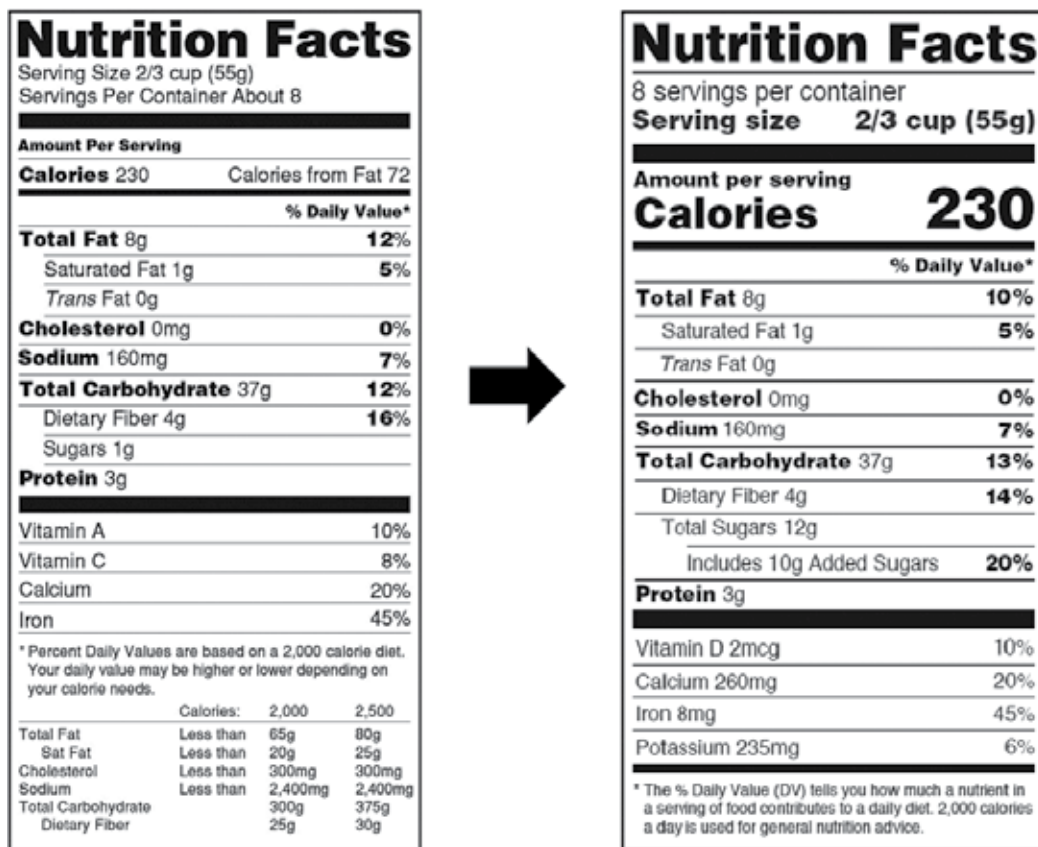 Nutrition Facts
Serving Size 2/3 cup (55g)
Servings Per Container About 8
Amount Per Serving
Calories 230 Calories from Fat 72
% Daily Value*
Total Fat 8g 12%
Saturated Fat 1g 5%
Trans Fat 0g
Cholesterol 0mg 0%
Sodium 160mg 7%
Total Carbohydrate 37g 12%
Dietary Fiber 4g 16%
Sugars 1g
Protein 3g
Vitamin A 10%
Vitamin C 8%
Calcium 20%
Iron 45%
* Percent Daily Values are based on a 2,000 calorie diet.
Your daily value may be higher or lower depending on
your calorie needs.
Calories: 2,000 2,500
Total Fat Less than 65g 80g
Sat Fat Less than 20g 25g
Cholesterol Less than 300mg 300mg
Sodium Less than 2,400mg 2,400mg
Total Carbohydrate 300g 375g
Dietary Fiber 25g 30g
Nutrition Facts
8 servings per container
Serving size 2/3 cup (55g)
Amount per serving
Calories 230
% Daily Value*
Total Fat 8g 10%
Saturated Fat 1g 5%
Trans Fat 0g
Cholesterol 0mg 0%
Sodium 160mg 7%
Total Carbohydrate 37g 13%
Dietary Fiber 4g 14%
Total Sugars 12g
Includes 10g Added Sugars 20%
Protein 3g
Vitamin D 2mcg 10%
Calcium 260mg 20%
Iron 8mg 45%
Potassium 235mg 6%
* The % Daily Value (DV) tells you how much a nutrient in
a serving of food contributes to a daily diet. 2,000 calories
a day is used for general nutrition advice.